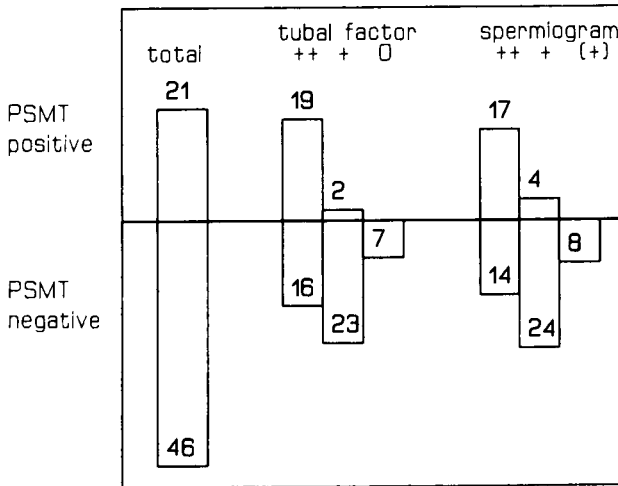 tubal factor spermiogram
total ++ + 0 ++ + (+)
21 19 17
PSMT
positive
2 4
7 8
16 14
PSMT
negative
23 24
46